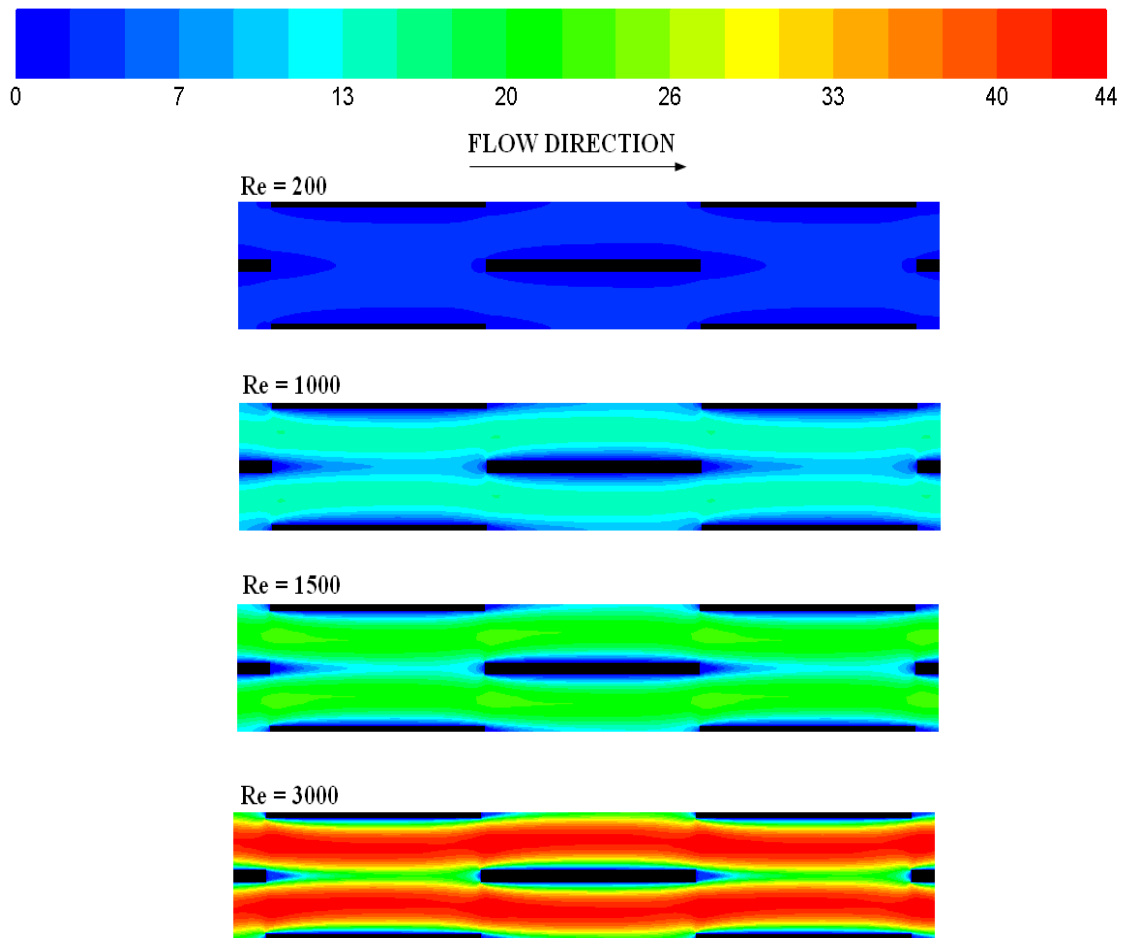 0 7 13 20 26 33 40 44
FLOW DIRECTION
Re = 200
Re = 1000
Re = 1500
Re = 3000